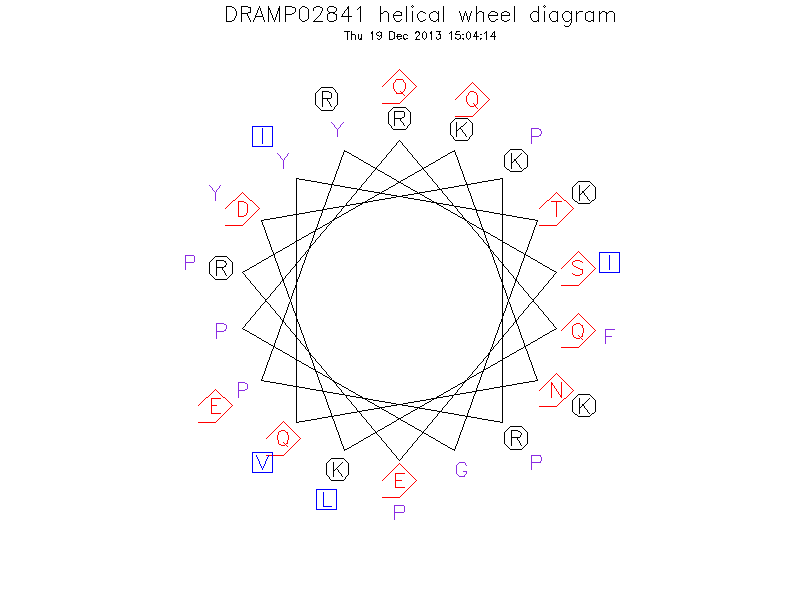 DRAMP02841 helical wheel diagram
Thu 19 Dec 2013 15:04:14
Q
R Q
R K
I Y P
Y K
Y D T K
P R S I
P Q F
E P N K
Q R
V K G P
L E
P